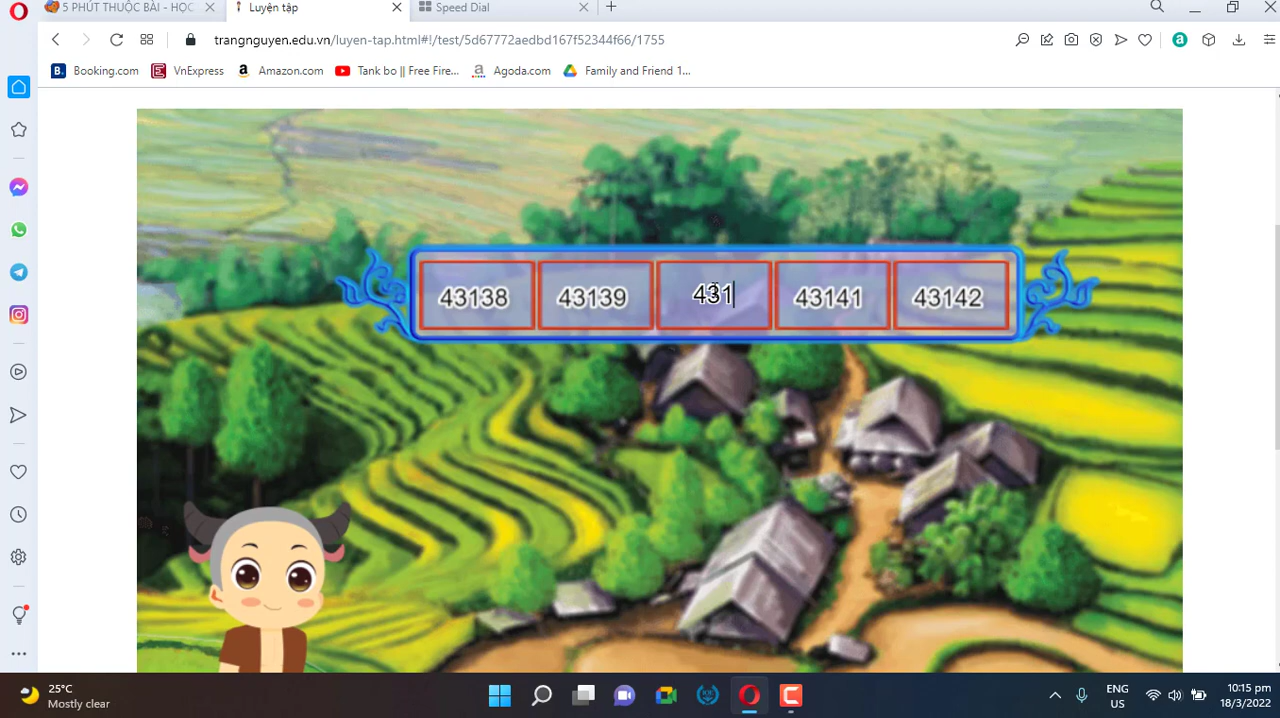 5 PHÚT THUỘC BÀI - HỌC
Luyện tập
Speed Dial
trangnguyen.edu.vn/luyen-tap.html#!/test/5d67772aedbd167f52344f66/1755
B. Booking.com
VnExpress
a Amazon.com
Tank bo || Free Fire...
a Agoda.com
Family and Friend 1...
43138 43139 431 43141 43142
25°C
Mostly clear
ENG
US
10:15 pm
18/3/2022